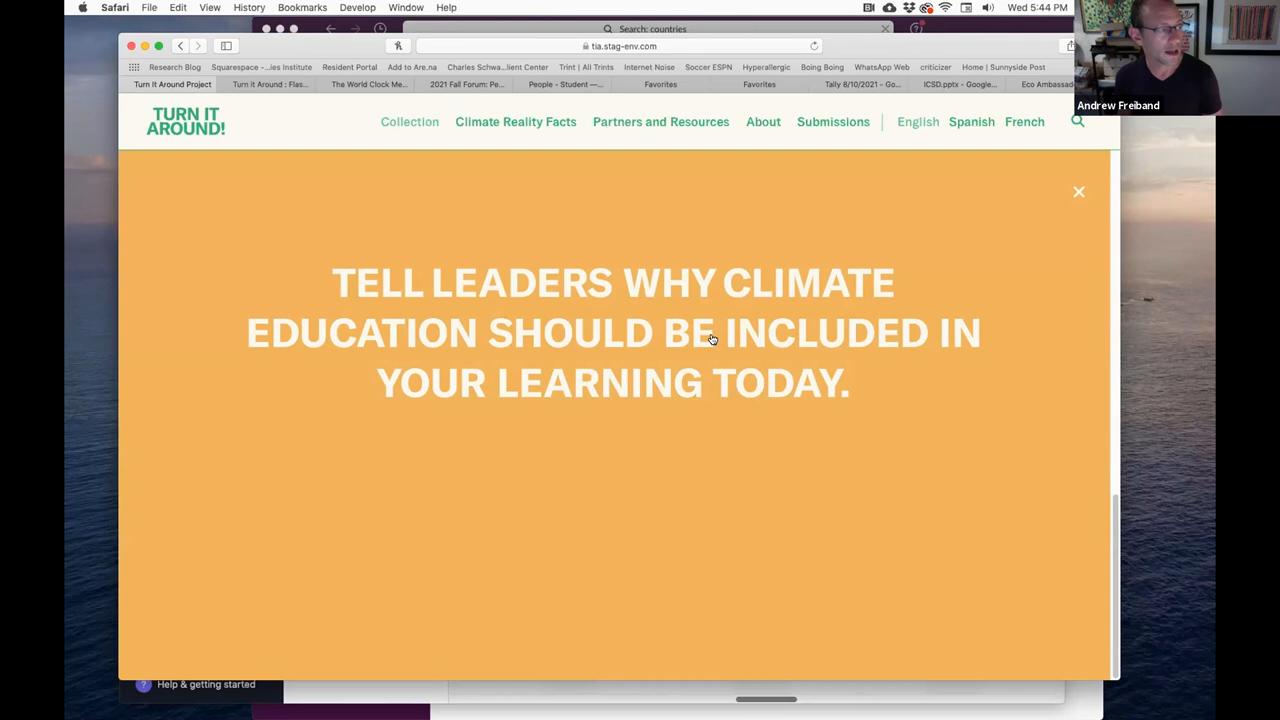 Safari File Edit View History Bookmarks Develop Window Help Wed 5:44 PM
Search: countries
tia.stag-env.com
Research Blog Squarespace -...ies Institute Resident Portal Add to Are.na Charles Schwa...lient Center Trint | All Trints Internet Noise Soccer ESPN Hyperallergic Boing Boing WhatsApp Web criticizer Home | Sunnyside Post
Turn It Around Project Turn it Around : Flas... The World Clock Me... 2021 Fall Forum: Pe... People - Student —... Favorites Favorites Tally 8/10/2021 - Go... ICSD.pptx - Google... Eco Ambassado
Andrew Freiband
TURN IT
AROUND!
Collection Climate Reality Facts Partners and Resources About Submissions English Spanish French
TELL LEADERS WHY CLIMATE
EDUCATION SHOULD BE INCLUDED IN
YOUR LEARNING TODAY.
Help & getting started